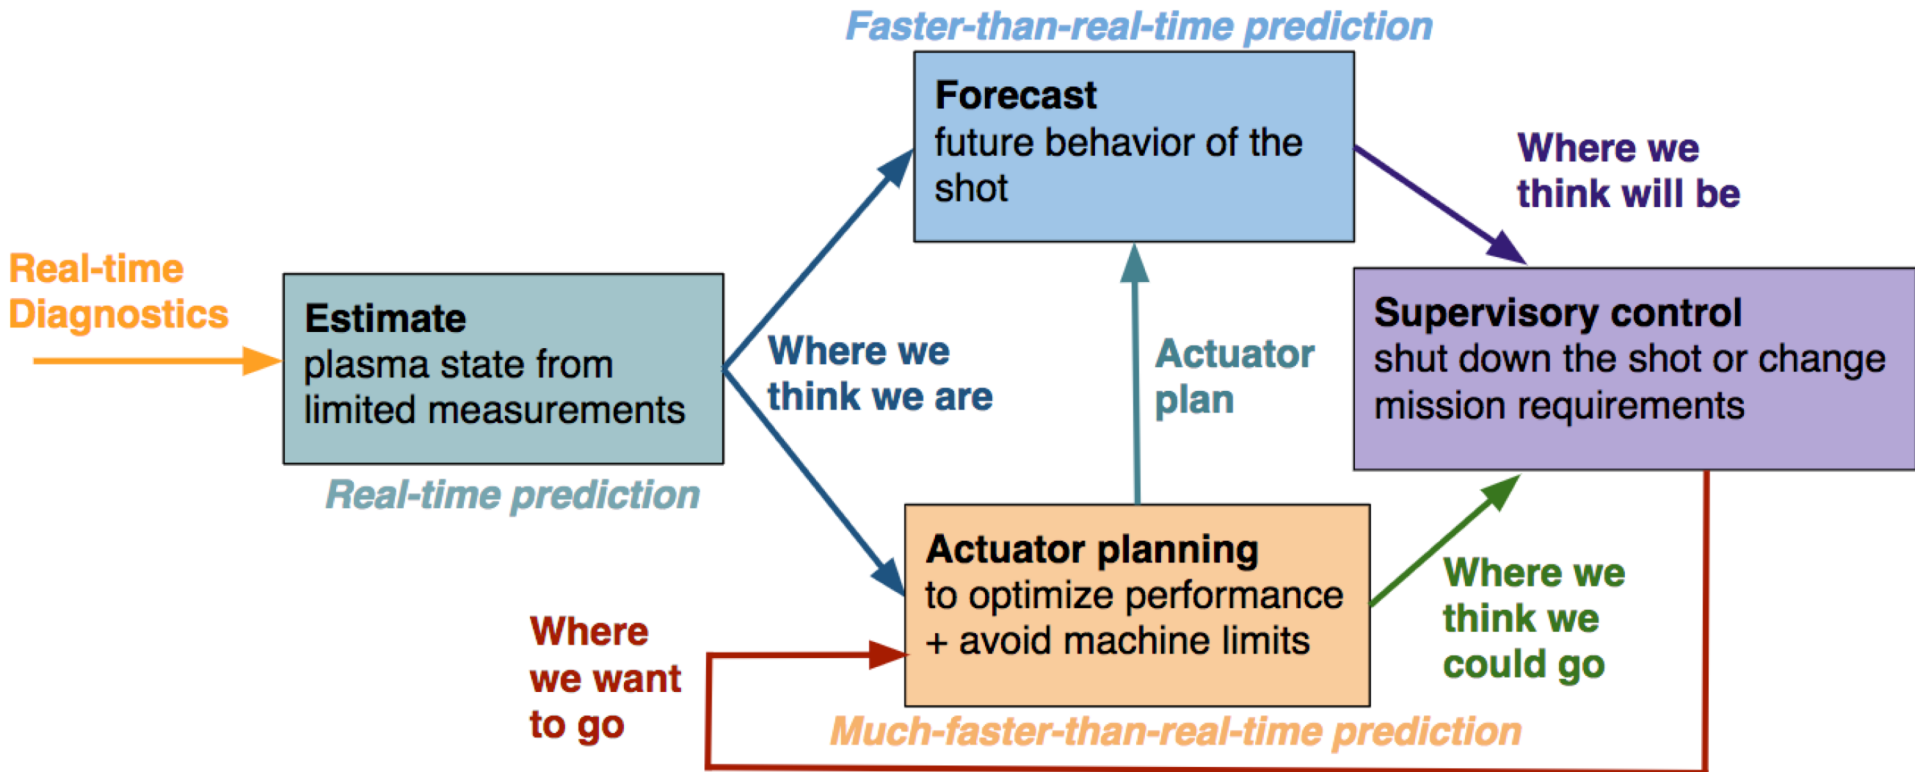 Faster-than-real-time prediction
Forecast
future behavior of the
shot
Where we
think will be
Real-time
Diagnostics
Estimate
plasma state from
limited measurements
Real-time prediction
Where we
think we are
Actuator
plan
Supervisory control
shut down the shot or change
mission requirements
Actuator planning
to optimize performance
+ avoid machine limits
Where we
think we
could go
Where
we want
to go
Much-faster-than-real-time prediction